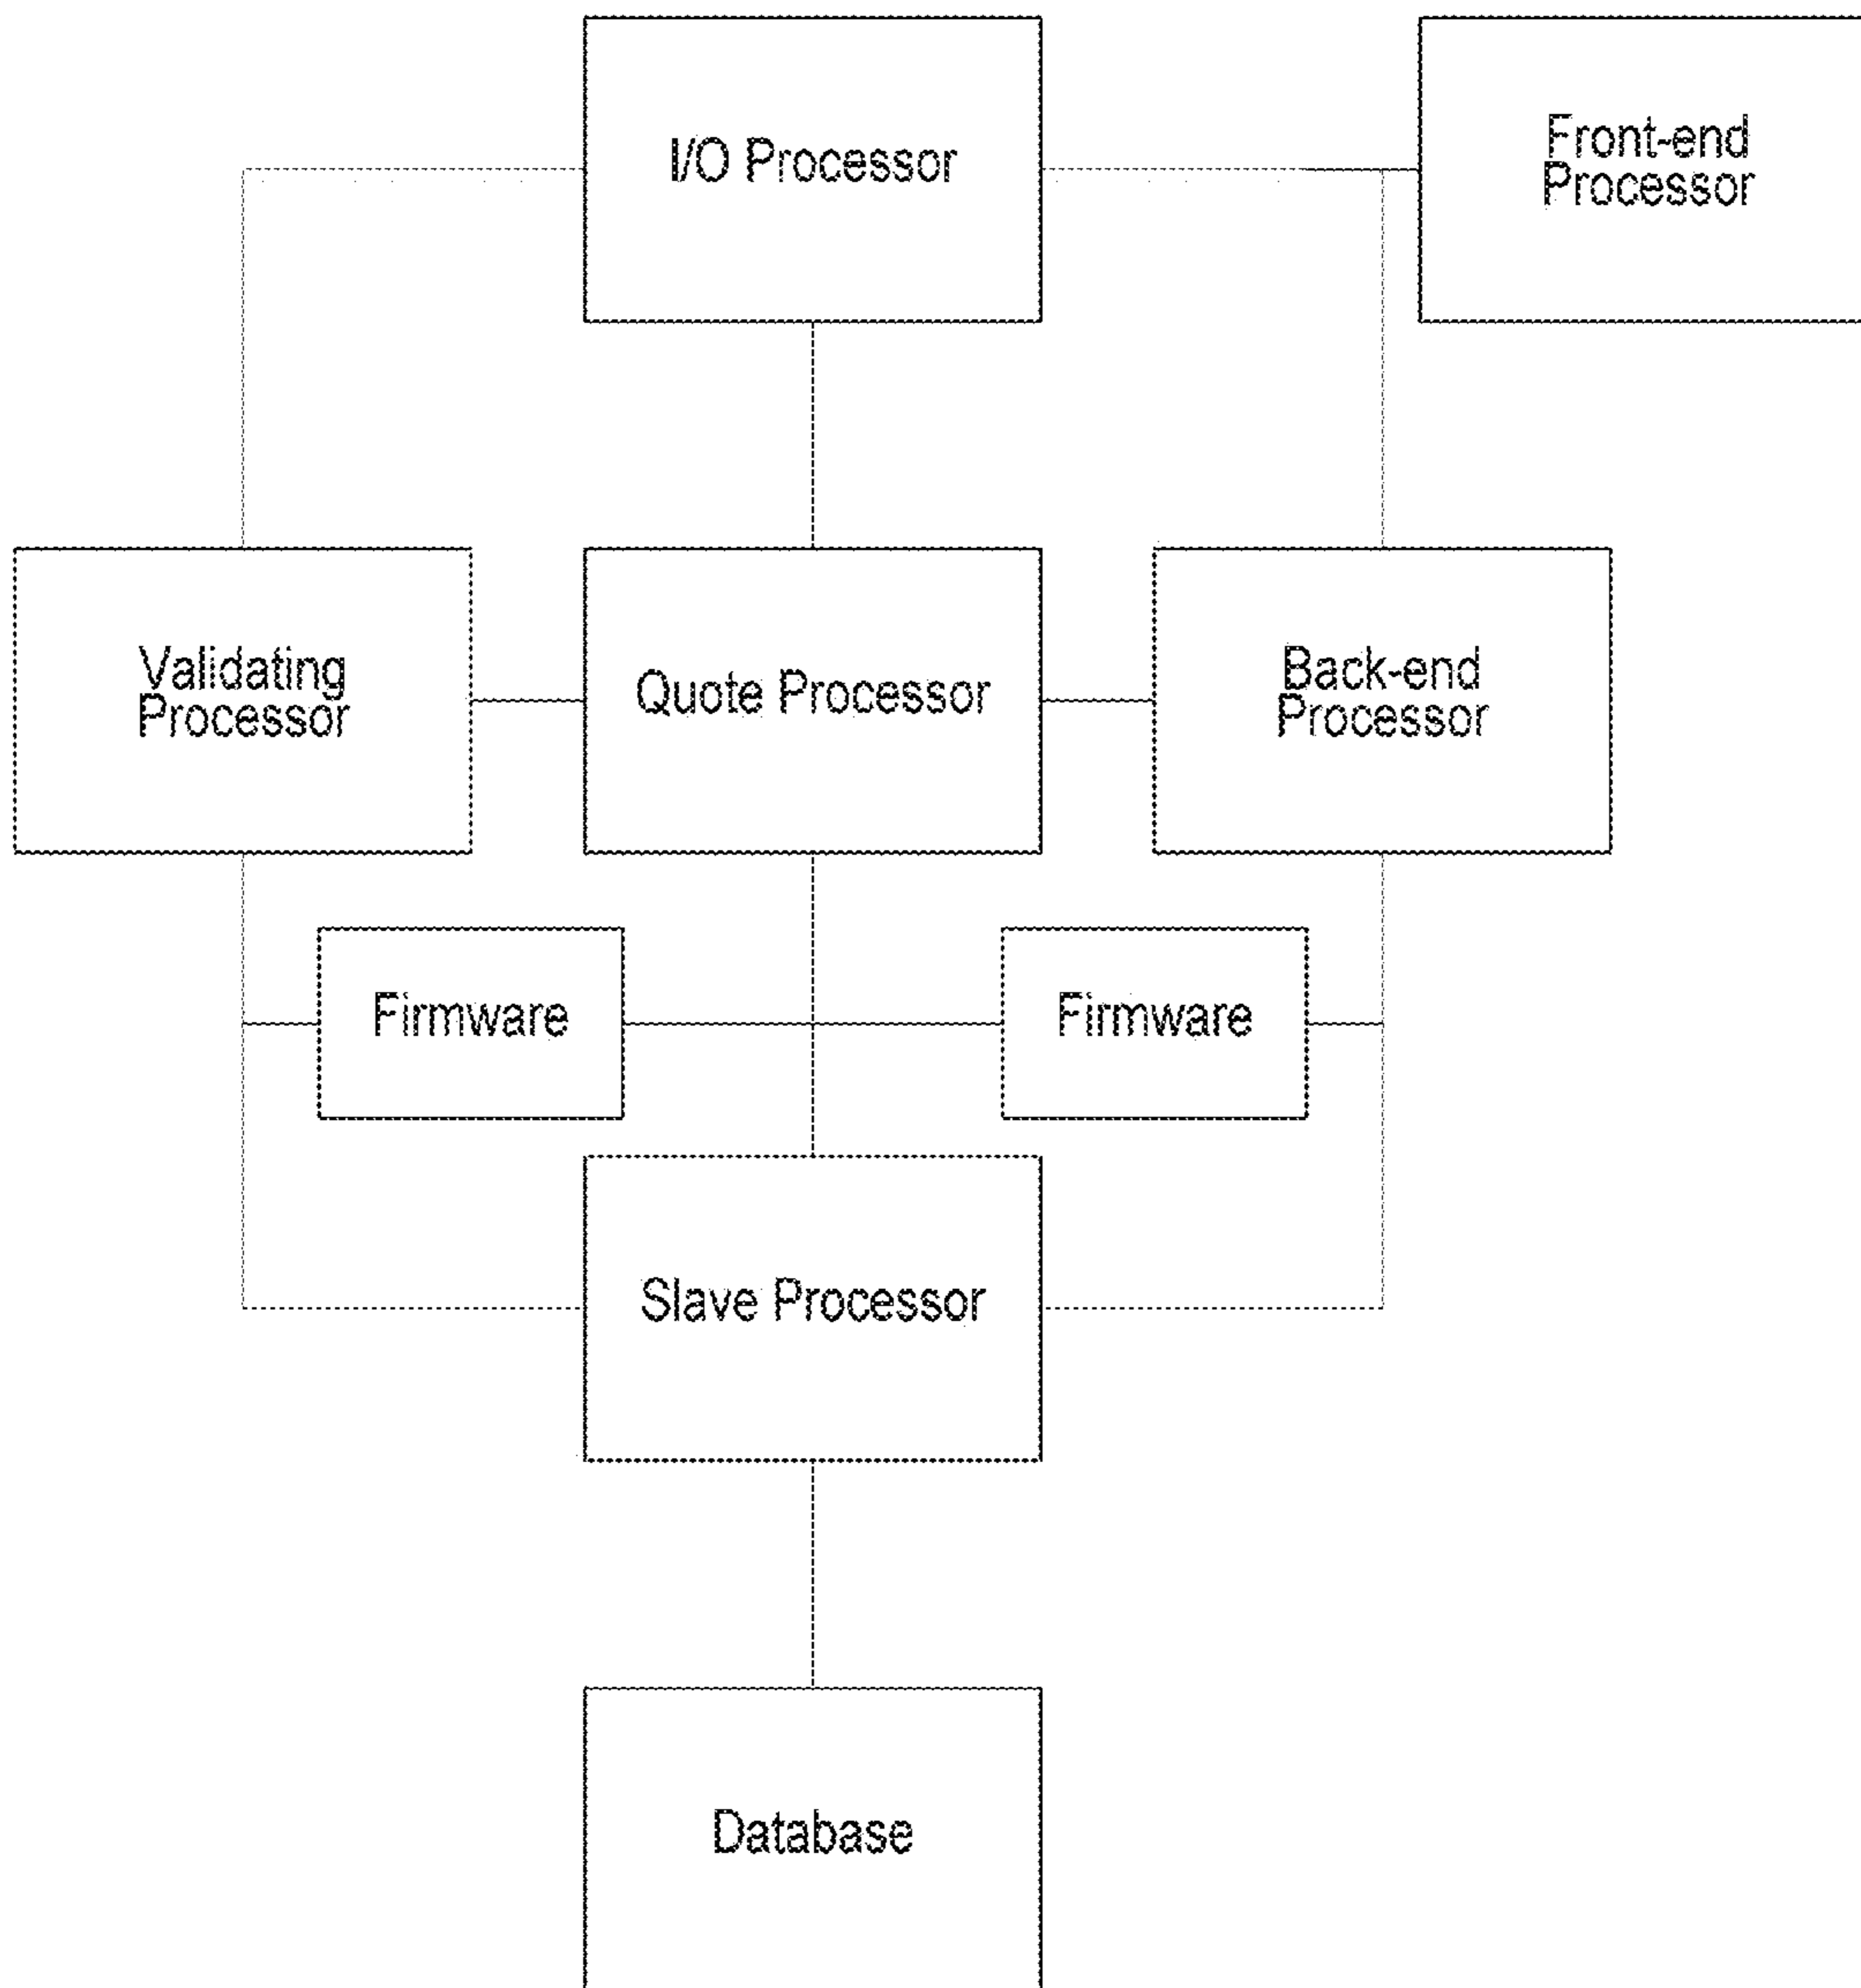 I/O Processor
Front-end
Processor
Validating
Processor
Quote Processor
Back-end
Processor
Firmware
Firmware
Slave Processor
Database